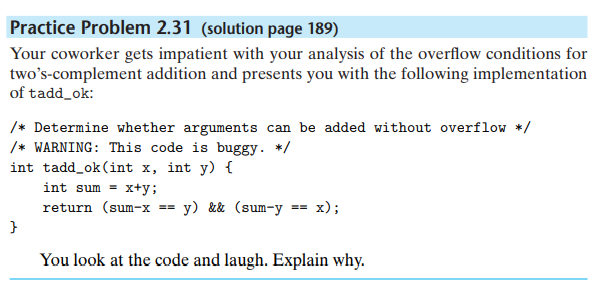 Practice Problem 2.31 (solution page 189)
Your coworker gets impatient with your analysis of the overflow conditions for
two’s-complement addition and presents you with the following implementation
of tadd_ok:
/* Determine whether arguments can be added without overflow */
/* WARNING: This code is buggy. */
int tadd_ok(int x, int y) {
    int sum = x+y;
    return (sum-x == y) && (sum-y == x);
}
You look at the code and laugh. Explain why.